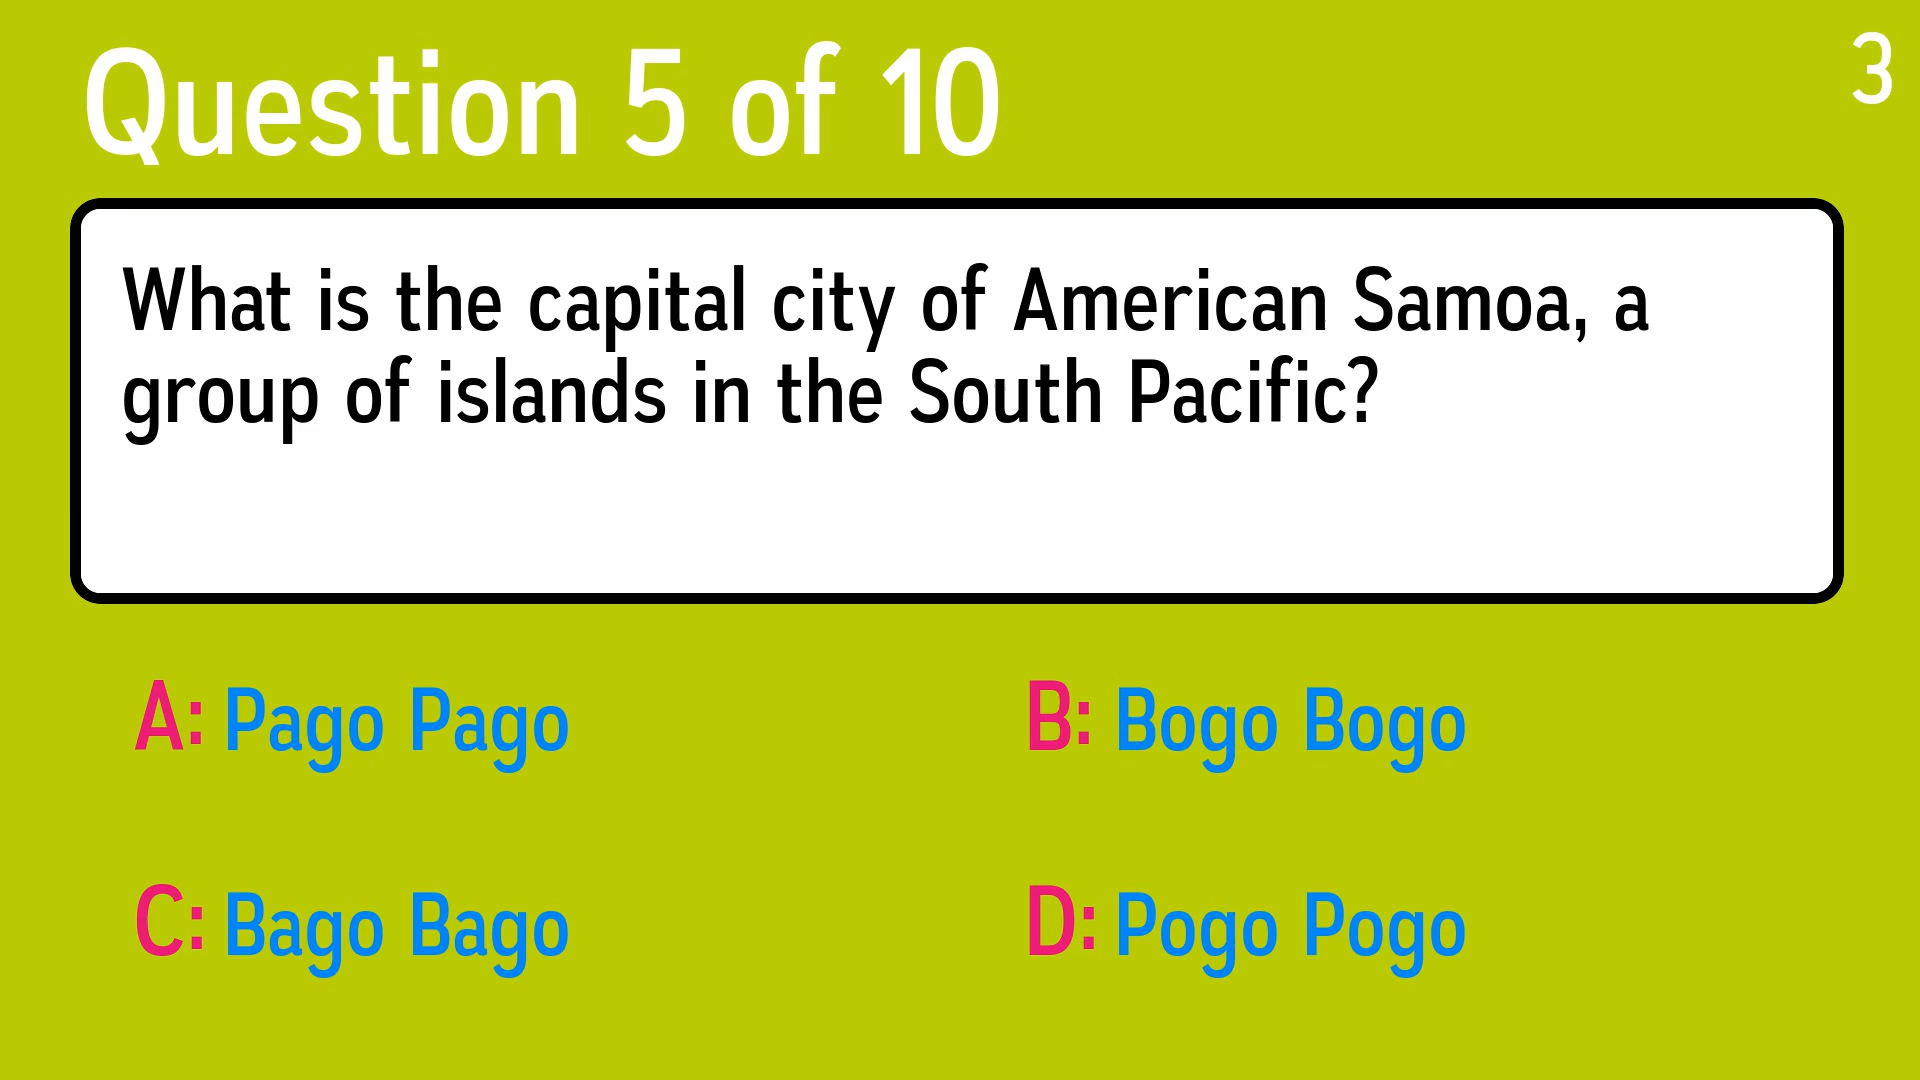 Question 5 of 10
3
What is the capital city of American Samoa, a
group of islands in the South Pacific?
A: Pago Pago
B: Bogo Bogo
C: Bago Bago
D: Pogo Pogo